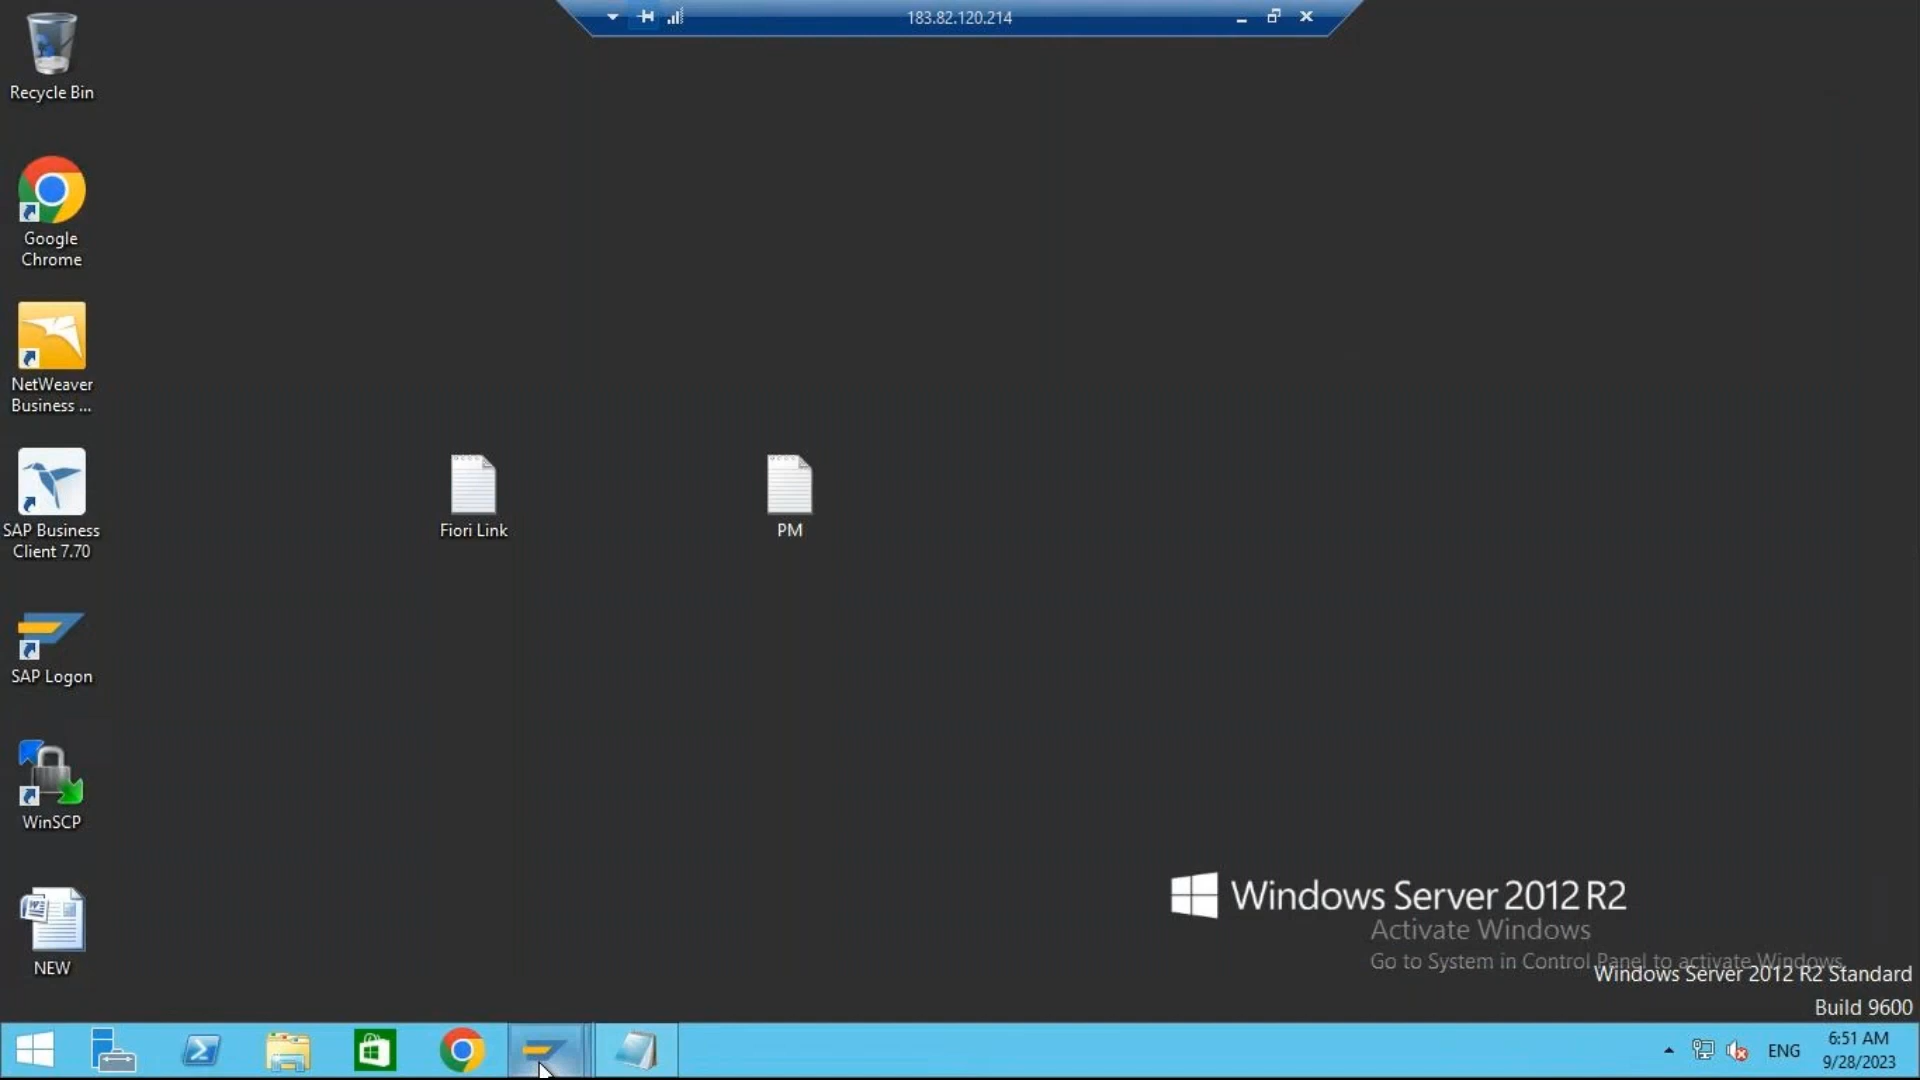 183.82.120.214
Recycle Bin
Google
Chrome
NetWeaver
Business ...
SAP Business
Client 7.70
Fiori Link
PM
SAP Logon
WinSCP
NEW
Windows Server 2012 R2
Activate Windows
Go to System in Control Panel to activate Windows.
Windows Server 2012 R2 Standard
Build 9600
ENG
6:51 AM
9/28/2023